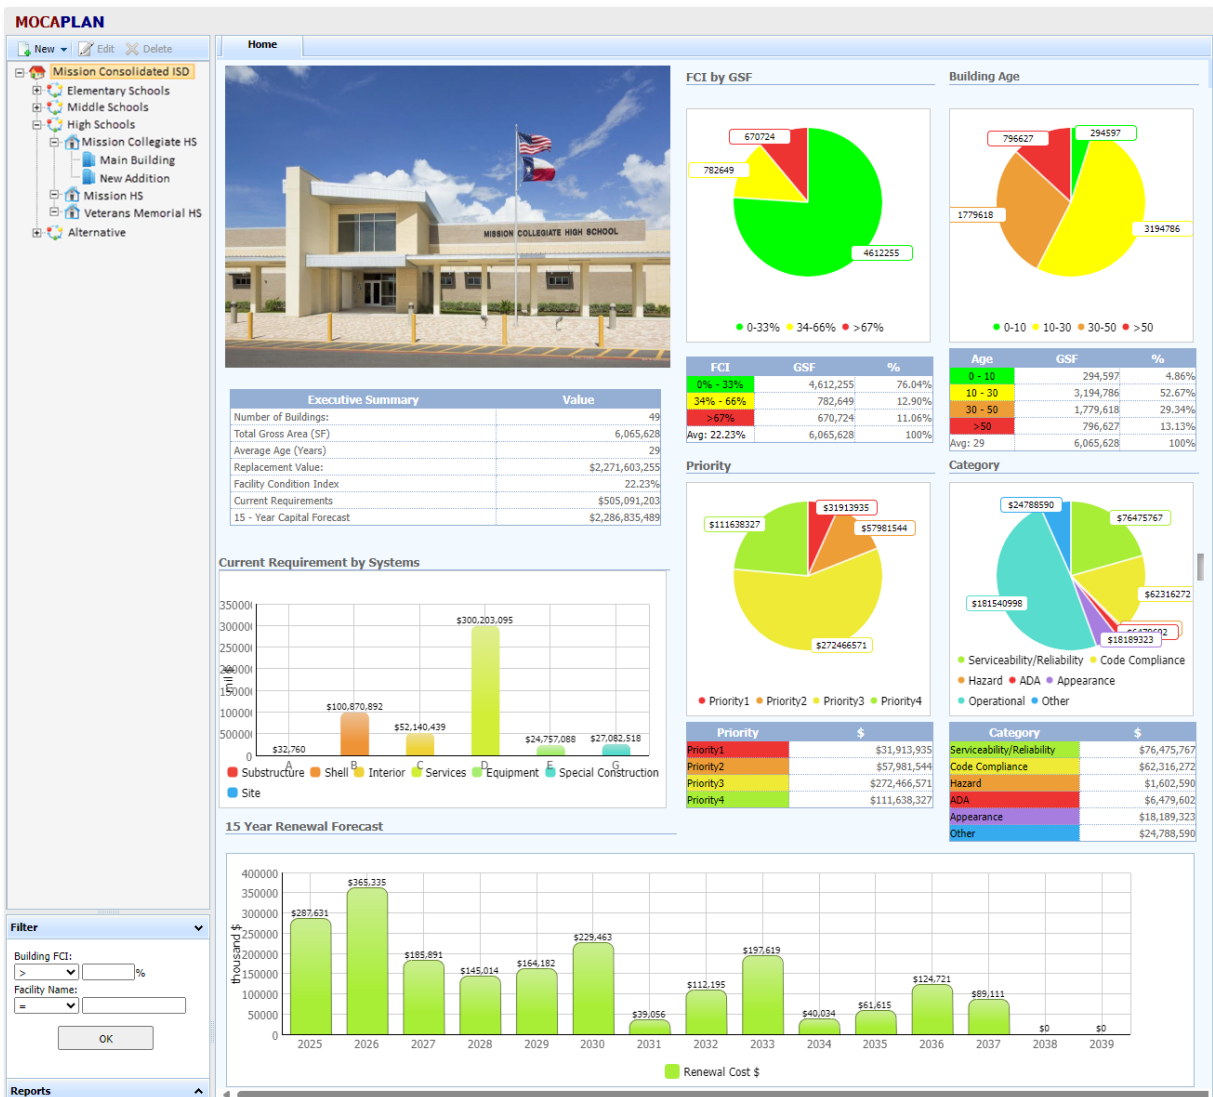 MOCAPLAN
New Edit Delete
Mission Consolidated ISD
Elementary Schools
Middle Schools
High Schools
Mission Collegiate HS
Main Building
New Addition
Mission HS
Veterans Memorial HS
Alternative
Filter
Building FCI:
> %
Facility Name:
=
OK
Reports
Home
MISSION COLLEGIATE HIGH SCHOOL
Executive Summary Value
Number of Buildings: 49
Total Gross Area (SF) 6,065,628
Average Age (Years) 29
Replacement Value: $2,271,603,255
Facility Condition Index 22.23%
Current Requirements $505,091,203
15 - Year Capital Forecast $2,286,835,489
FCI by GSF
670724
782649
4612255
0-33% 34-66% >67%
FCI GSF %
0% - 33% 4,612,255 76.04%
34% - 66% 782,649 12.90%
>67% 670,724 11.06%
Avg: 22.23% 6,065,628 100%
Building Age
796627 294597
1779618
3194786
0-10 10-30 30-50 >50
Age GSF %
0 - 10 294,597 4.86%
10 - 30 3,194,786 52.67%
30 - 50 1,779,618 29.34%
>50 796,627 13.13%
Avg: 29 6,065,628 100%
Current Requirement by Systems
mil $
300000
0
$32,760
$100,870,892
$52,140,439
$300,203,095
$24,757,088
$27,082,518
A B C D E G
Substructure Shell Interior Services Equipment Special Construction
Site
Priority
$31913935
$111638327
$57981544
$272466571
Priority1 Priority2 Priority3 Priority4
Priority $
Priority1 $31,913,935
Priority2 $57,981,544
Priority3 $272,466,571
Priority4 $111,638,327
Category
$24788590
$76475767
$62316272
$181540998
$18189323
Serviceability/Reliability Code Compliance
Hazard ADA Appearance
Operational Other
Category $
Serviceability/Reliability $76,475,767
Code Compliance $62,316,272
Hazard $1,602,590
ADA $6,479,602
Appearance $18,189,323
Other $24,788,590
15 Year Renewal Forecast
thousand $
400000
350000
300000
250000
200000
150000
100000
50000
0
$287,631 $365,335 $185,891 $145,014 $164,182 $229,463 $39,056 $112,195 $197,619 $40,034 $61,615 $124,721 $89,111 $0 $0
2025 2026 2027 2028 2029 2030 2031 2032 2033 2034 2035 2036 2037 2038 2039
Renewal Cost $